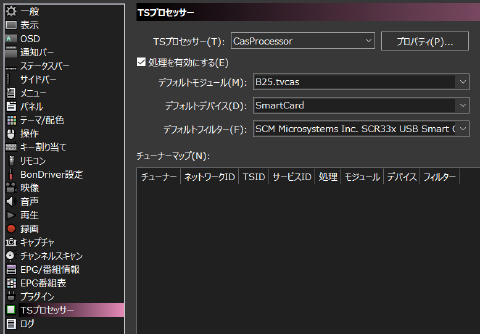 一般
表示
OSD
通知バー
ステータスバー
サイドバー
メニュー
パネル
テーマ/配色
操作
キー割り当て
リモコン
BonDriver設定
映像
音声
再生
録画
キャプチャ
チャンネルスキャン
EPG/番組情報
EPG番組表
プラグイン
TSプロセッサー
ログ
TSプロセッサー
TSプロセッサー(T): CasProcessor プロパティ(P)...
処理を有効にする(E)
デフォルトモジュール(M): B25.tvcas
デフォルトデバイス(D): SmartCard
デフォルトフィルター(F): SCM Microsystems Inc. SCR33x USB Smart C
チューナーマップ(N):
チューナー ネットワークID TSID サービスID 処理 モジュール デバイス フィルター